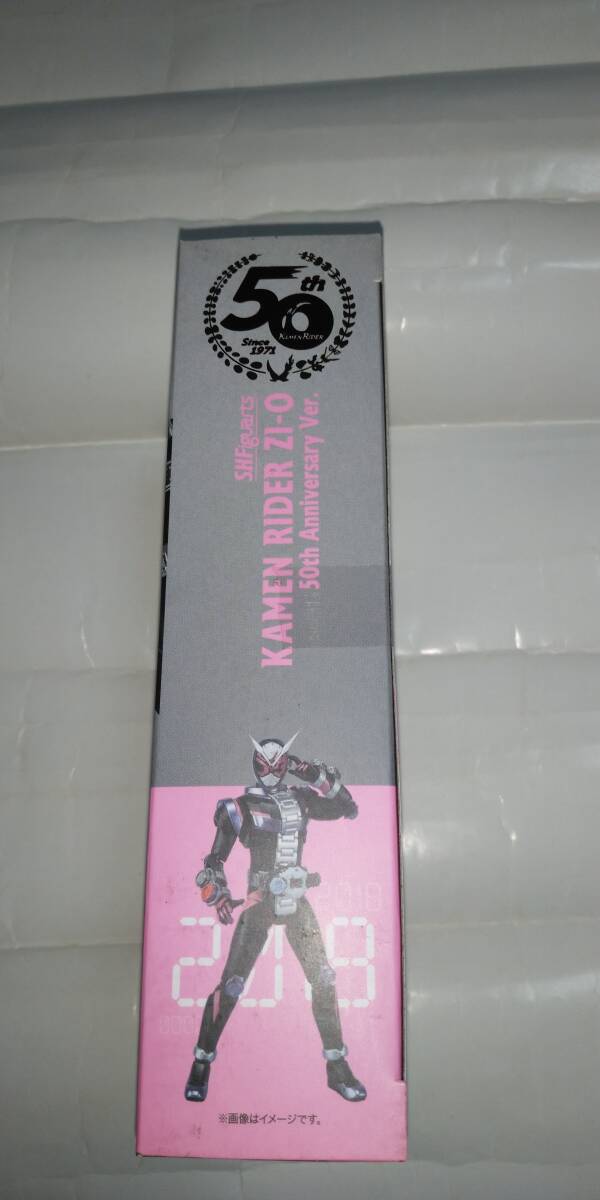 50th
Since 1971
KAMEN RIDER
S.H.Figuarts
KAMEN RIDER ZI-O
50th Anniversary Ver.
2018
2018
※画像はイメージです。